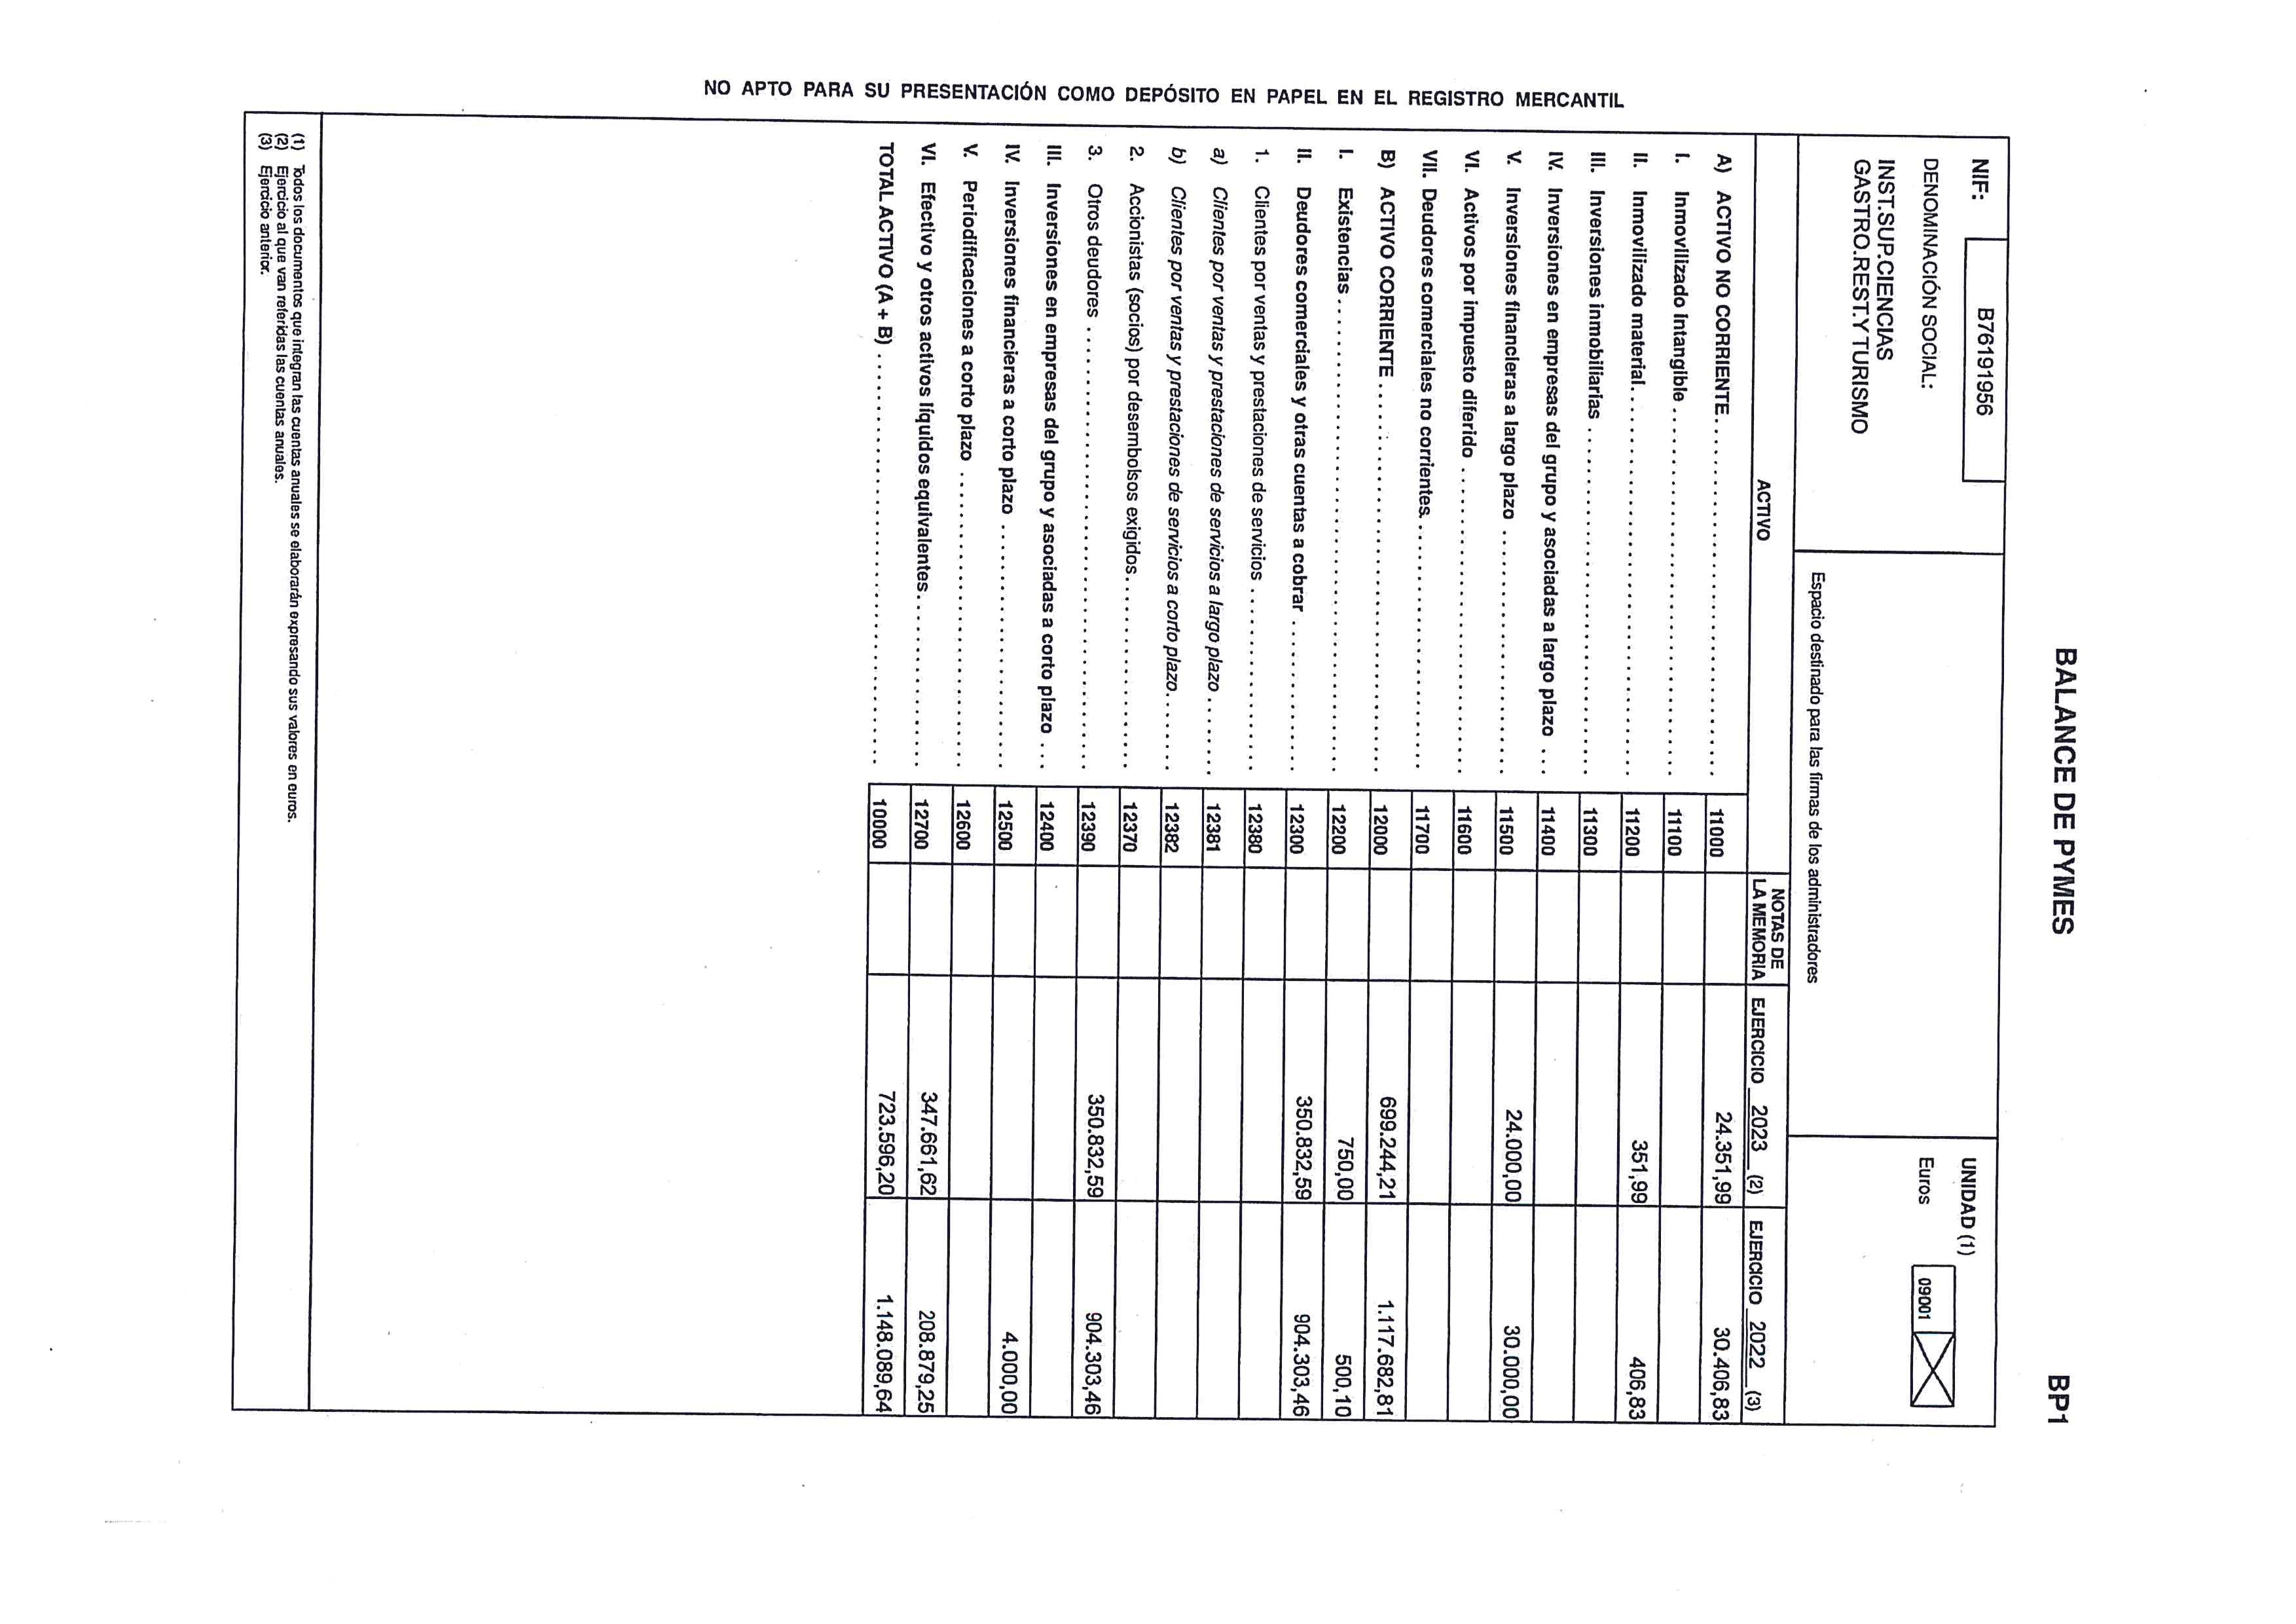 BALANCE DE PYMES BP1
NIF: B76191956 UNIDAD (1)
DENOMINACIÓN SOCIAL: Euros 09001
INST.SUP.CIENCIAS
GASTRO.REST.Y TURISMO
Espacio destinado para las firmas de los administradores
ACTIVO NOTAS DE LA MEMORIA EJERCICIO 2023 (2) EJERCICIO 2022 (3)
A) ACTIVO NO CORRIENTE 11000 24.351,99 30.406,83
I. Inmovilizado intangible 11100
II. Inmovilizado material 11200 351,99 406,83
III. Inversiones inmobiliarias 11300
IV. Inversiones en empresas del grupo y asociadas a largo plazo 11400
V. Inversiones financieras a largo plazo 11500 24.000,00 30.000,00
VI. Activos por impuesto diferido 11600
VII. Deudores comerciales no corrientes 11700
B) ACTIVO CORRIENTE 12000 699.244,21 1.117.682,81
I. Existencias 12200 750,00 500,10
II. Deudores comerciales y otras cuentas a cobrar 12300 350.832,59 904.303,46
1. Clientes por ventas y prestaciones de servicios 12380
a) Clientes por ventas y prestaciones de servicios a largo plazo 12381
b) Clientes por ventas y prestaciones de servicios a corto plazo 12382
2. Accionistas (socios) por desembolsos exigidos 12370
3. Otros deudores 12390 350.832,59 904.303,46
III. Inversiones en empresas del grupo y asociadas a corto plazo 12400
IV. Inversiones financieras a corto plazo 12500 4.000,00
V. Periodificaciones a corto plazo 12600
VI. Efectivo y otros activos líquidos equivalentes 12700 347.661,62 208.879,25
TOTAL ACTIVO (A + B) 10000 723.596,20 1.148.089,64
(1) Todos los documentos que integran las cuentas anuales se elaborarán expresando sus valores en euros.
(2) Ejercicio al que van referidas las cuentas anuales.
(3) Ejercicio anterior.
NO APTO PARA SU PRESENTACIÓN COMO DEPÓSITO EN PAPEL EN EL REGISTRO MERCANTIL